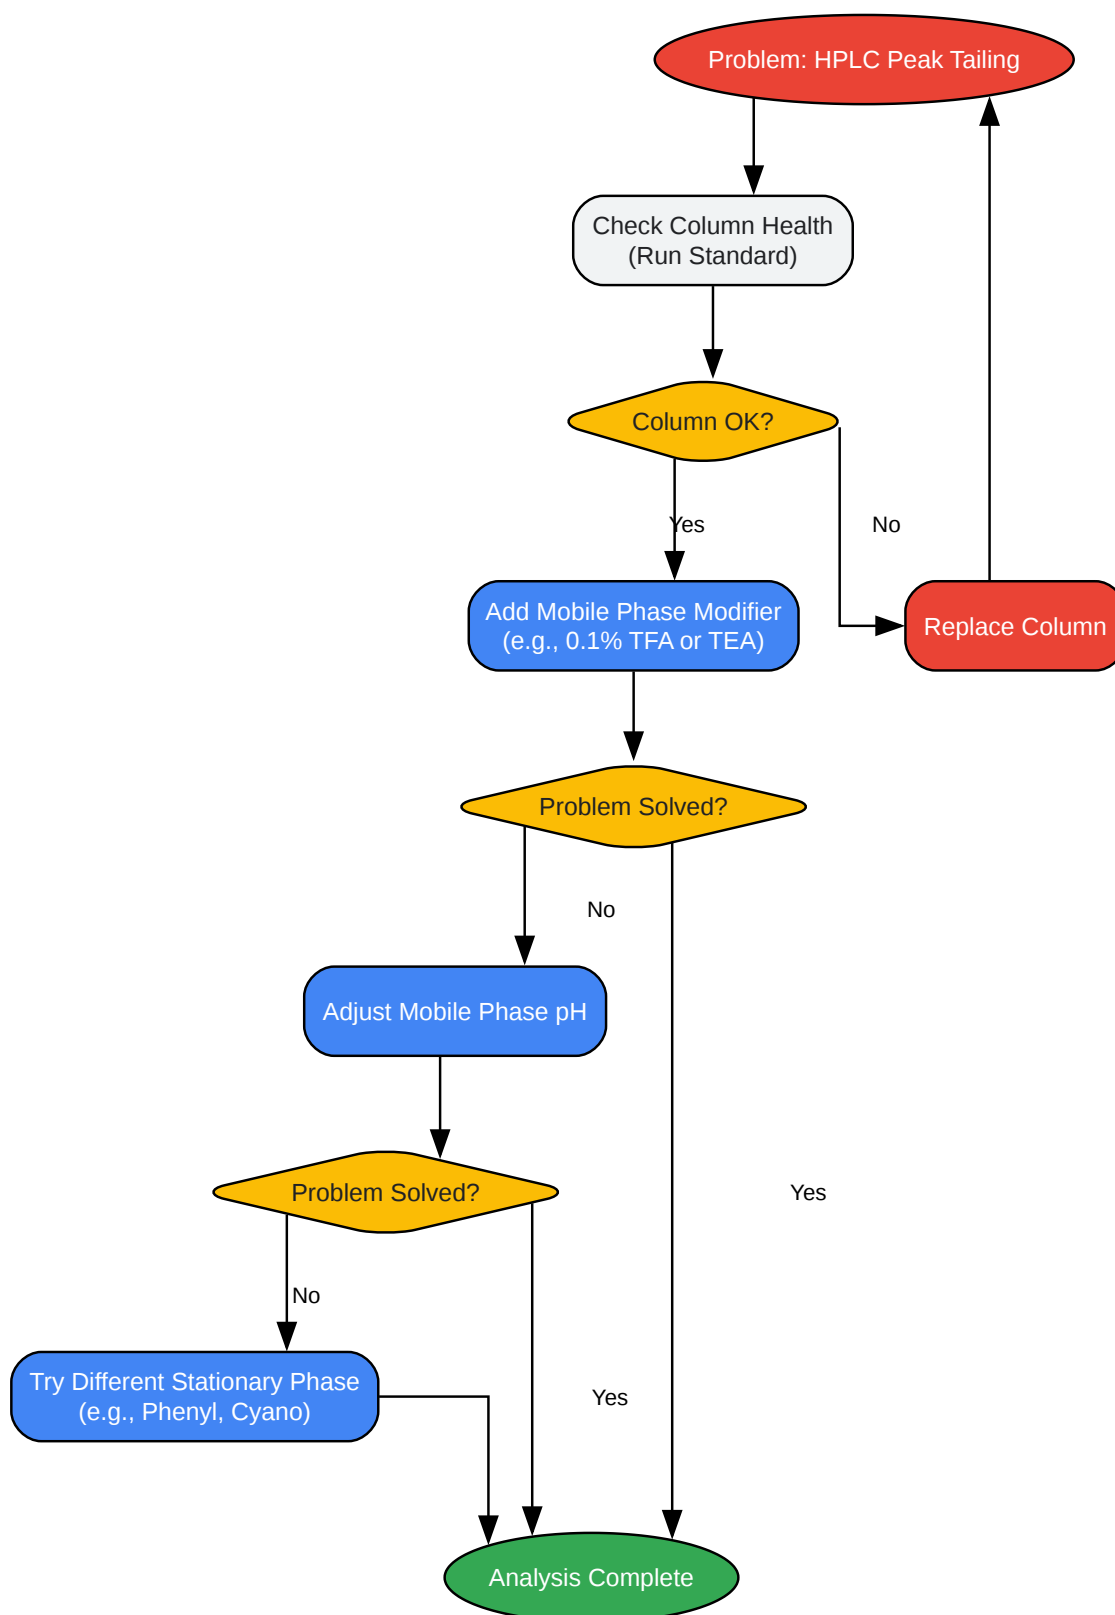 Problem: HPLC Peak Tailing
Check Column Health
(Run Standard)
Column OK?
Yes
No
Add Mobile Phase Modifier
(e.g., 0.1% TFA or TEA)
Replace Column
Problem Solved?
No
Adjust Mobile Phase pH
Problem Solved?
Yes
No
Try Different Stationary Phase
(e.g., Phenyl, Cyano)
Yes
Analysis Complete